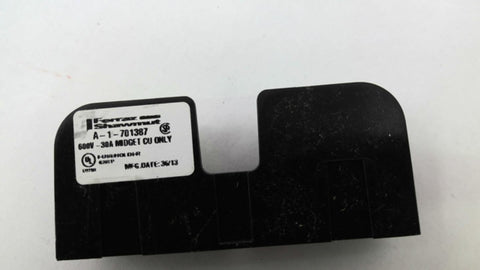 Ferraz
Shawmut
A-1-701387
600V -30A MIDGET CU ONLY
FUSEHOLDER
MFG.DATE: 36/13